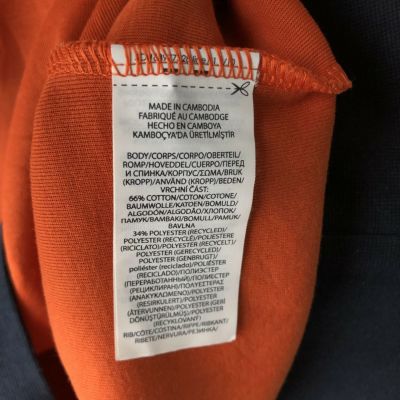 MADE IN CAMBODIA
FABRIQUÉ AU CAMBODGE
HECHO EN CAMBOYA
KAMBOÇYA'DA ÜRETİLMİŞTİR
BODY/CORPS/CORPO/OBERTEIL/
ROMP/HOVEDDEL/CUERPO/ПЕРЕД
И СПИНКА/КОРПУС/ΣΩΜΑ/BRUK
(KROPP)/ANVÄND (KROPP)/BEDEN/
VRCHNÍ ČÁST:
66% COTTON/COTON/COTONE/
BAUMWOLLE/KATOEN/BOMULD/
ALGODÓN/ALGODÃO/ХЛОПОК/
ПАМУК/ΒΑΜΒΑΚΙ/BOMULL/PAMUK/
BAVLNA
34% POLYESTER (RECYCLED)/
POLYESTER (RECYCLÉ)/POLIESTERE
(RICICLATO)/POLYESTER (RECYCELT)/
POLYESTER (GERECYCLED)/
POLYESTER (GENBRUGT)/
poliéster (reciclado)/ПОЛИЭСТЕР
(ПЕРЕРАБОТАННЫЙ)/ПОЛИЕСТЕР
(РЕЦИКЛИРАН)/ΠΟΛΥΕΣΤΕΡΑΣ
(ΑΝΑΚΥΚΛΩΜΕΝΟΣ)/POLYESTER
(RESIRKULERT)/POLYESTER
(ÅTERVUNNEN)/POLYESTER (GERİ
DÖNÜŞTÜRÜLMÜŞ)/POLYESTER
(RECYKLOVANÝ)
RIB/CÔTE/COSTINA/RIPPE/RIBKANT/
RIBETE/NERVURA/РЕЗИНКА/